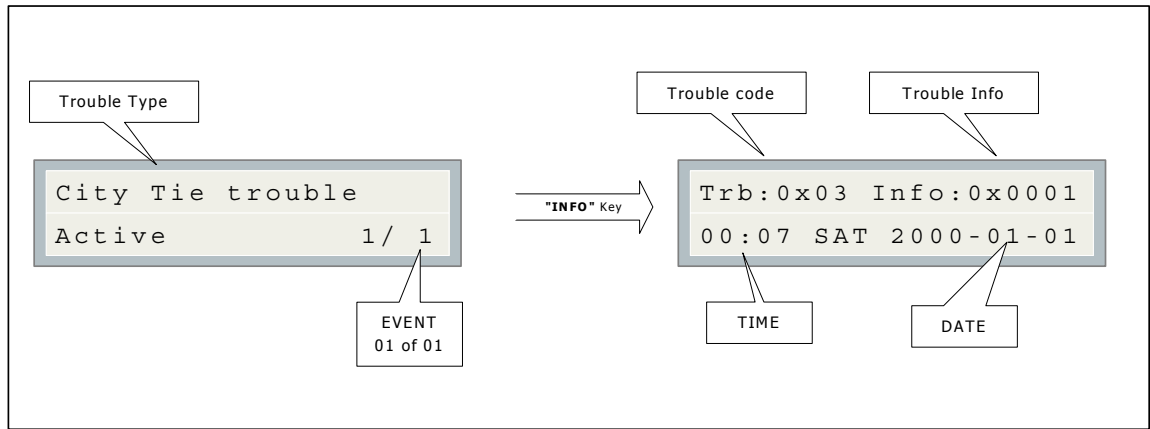 Trouble Type
City Tie trouble
Active 1/ 1
EVENT
01 of 01
"INFO" Key
Trouble code
Trouble Info
Trb:0x03 Info:0x0001
00:07 SAT 2000-01-01
TIME
DATE